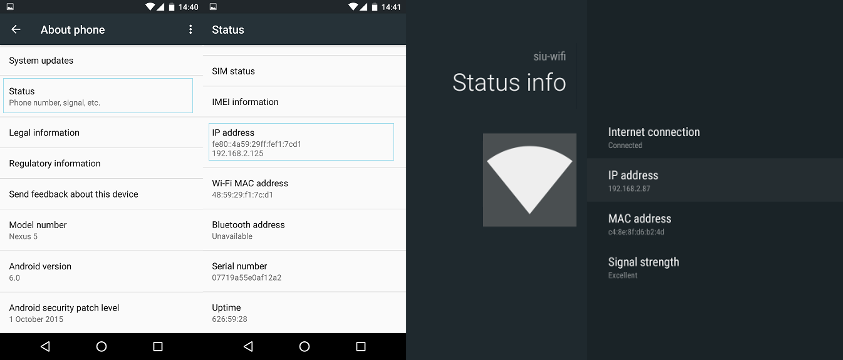 14:40
About phone
System updates
Status
Phone number, signal, etc.
Legal information
Regulatory information
Send feedback about this device
Model number
Nexus 5
Android version
6.0
Android security patch level
1 October 2015
14:41
Status
SIM status
IMEI information
IP address
fe80::4a59:29ff:fef1:7cd1
192.168.2.125
Wi-Fi MAC address
48:59:29:f1:7c:d1
Bluetooth address
Unavailable
Serial number
07719a55e0af12a2
Uptime
626:59:28
siu-wifi
Status info
Internet connection
Connected
IP address
192.168.2.87
MAC address
c4:8e:8f:d6:b2:4d
Signal strength
Excellent